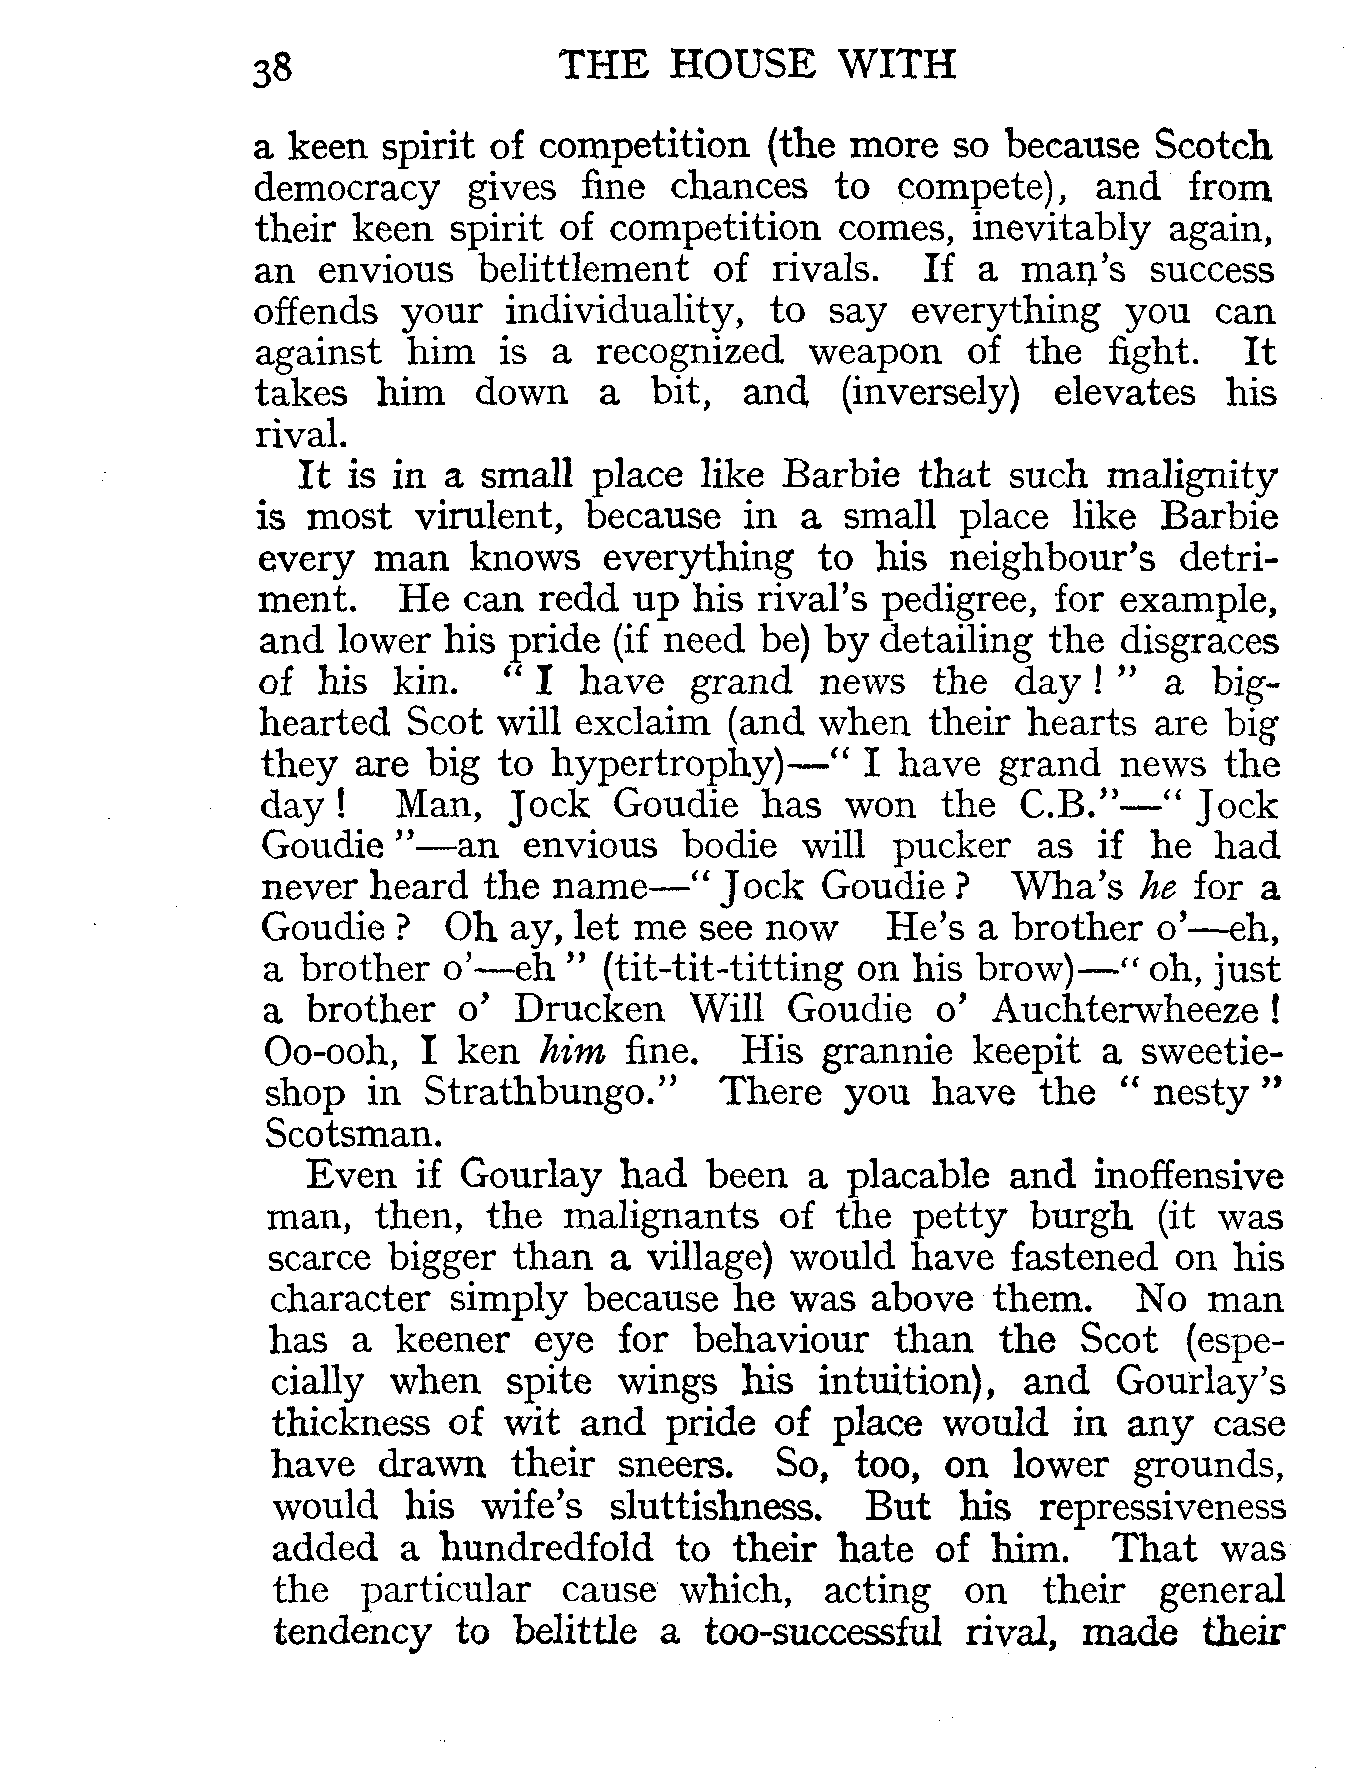 38 THE HOUSE WITH
a keen spirit of competition (the more so because Scotch
democracy gives fine chances to compete), and from
their keen spirit of competition comes, inevitably again,
an envious belittlement of rivals. If a man's success
offends your individuality, to say everything you can
against him is a recognized weapon of the fight. It
takes him down a bit, and (inversely) elevates his
rival.
It is in a small place like Barbie that such malignity
is most virulent, because in a small place like Barbie
every man knows everything to his neighbour's detri-
ment. He can redd up his rival's pedigree, for example,
and lower his pride (if need be) by detailing the disgraces
of his kin. “ I have grand news the day ! ” a big-
hearted Scot will exclaim (and when their hearts are big
they are big to hypertrophy)—“ I have grand news the
day ! Man, Jock Goudie has won the C.B.”—“ Jock
Goudie ”—an envious bodie will pucker as if he had
never heard the name—“ Jock Goudie ? Wha's he for a
Goudie ? Oh ay, let me see now He's a brother o'—eh,
a brother o'—eh ” (tit-tit-titting on his brow)—“ oh, just
a brother o' Drucken Will Goudie o' Auchterwheeze !
Oo-ooh, I ken him fine. His grannie keepit a sweetie-
shop in Strathbungo.” There you have the “ nesty ”
Scotsman.
Even if Gourlay had been a placable and inoffensive
man, then, the malignants of the petty burgh (it was
scarce bigger than a village) would have fastened on his
character simply because he was above them. No man
has a keener eye for behaviour than the Scot (espe-
cially when spite wings his intuition), and Gourlay's
thickness of wit and pride of place would in any case
have drawn their sneers. So, too, on lower grounds,
would his wife's sluttishness. But his repressiveness
added a hundredfold to their hate of him. That was
the particular cause which, acting on their general
tendency to belittle a too-successful rival, made their